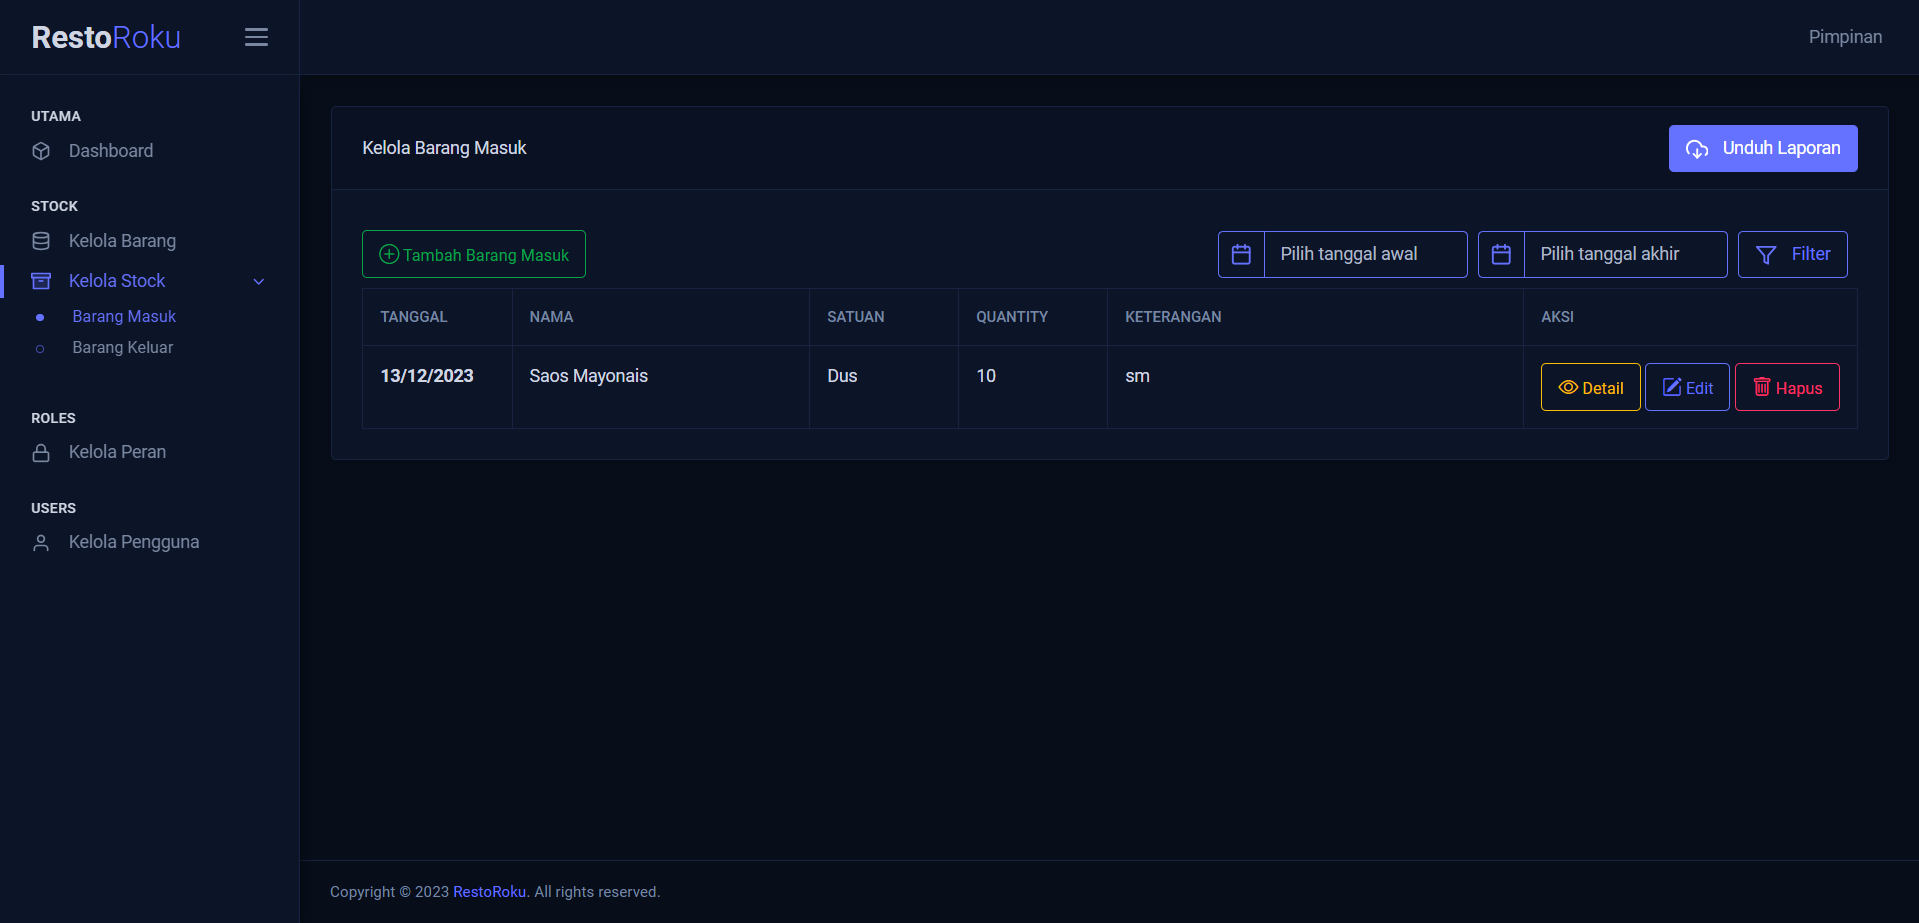 RestoRoku
Pimpinan
UTAMA
Dashboard
STOCK
Kelola Barang
Kelola Stock
Barang Masuk
Barang Keluar
ROLES
Kelola Peran
USERS
Kelola Pengguna
Kelola Barang Masuk
Unduh Laporan
Tambah Barang Masuk
Pilih tanggal awal
Pilih tanggal akhir
Filter
TANGGAL NAMA SATUAN QUANTITY KETERANGAN AKSI
13/12/2023 Saos Mayonais Dus 10 sm Detail Edit Hapus
Copyright © 2023 RestoRoku. All rights reserved.